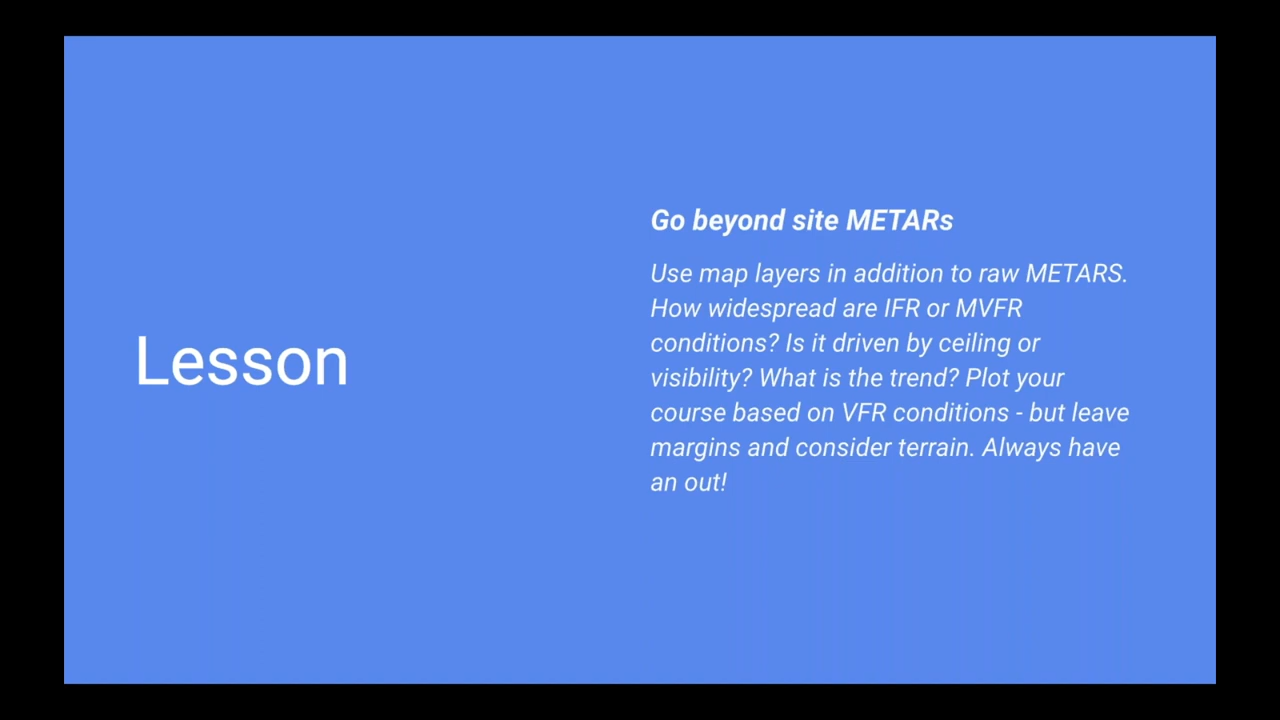 Lesson
Go beyond site METARs
Use map layers in addition to raw METARS.
How widespread are IFR or MVFR
conditions? Is it driven by ceiling or
visibility? What is the trend? Plot your
course based on VFR conditions - but leave
margins and consider terrain. Always have
an out!